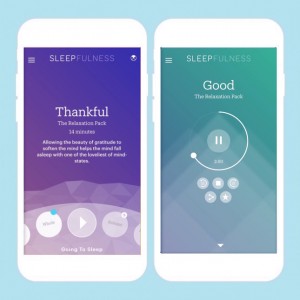 SLEEPFULNESS
Thankful
The Relaxation Pack
14 minutes
Allowing the beauty of gratitude to
soften the mind helps the mind fall
asleep with one of the loveliest of mind-
states.
Going To Sleep
SLEEPFULNESS
Good
The Relaxation Pack